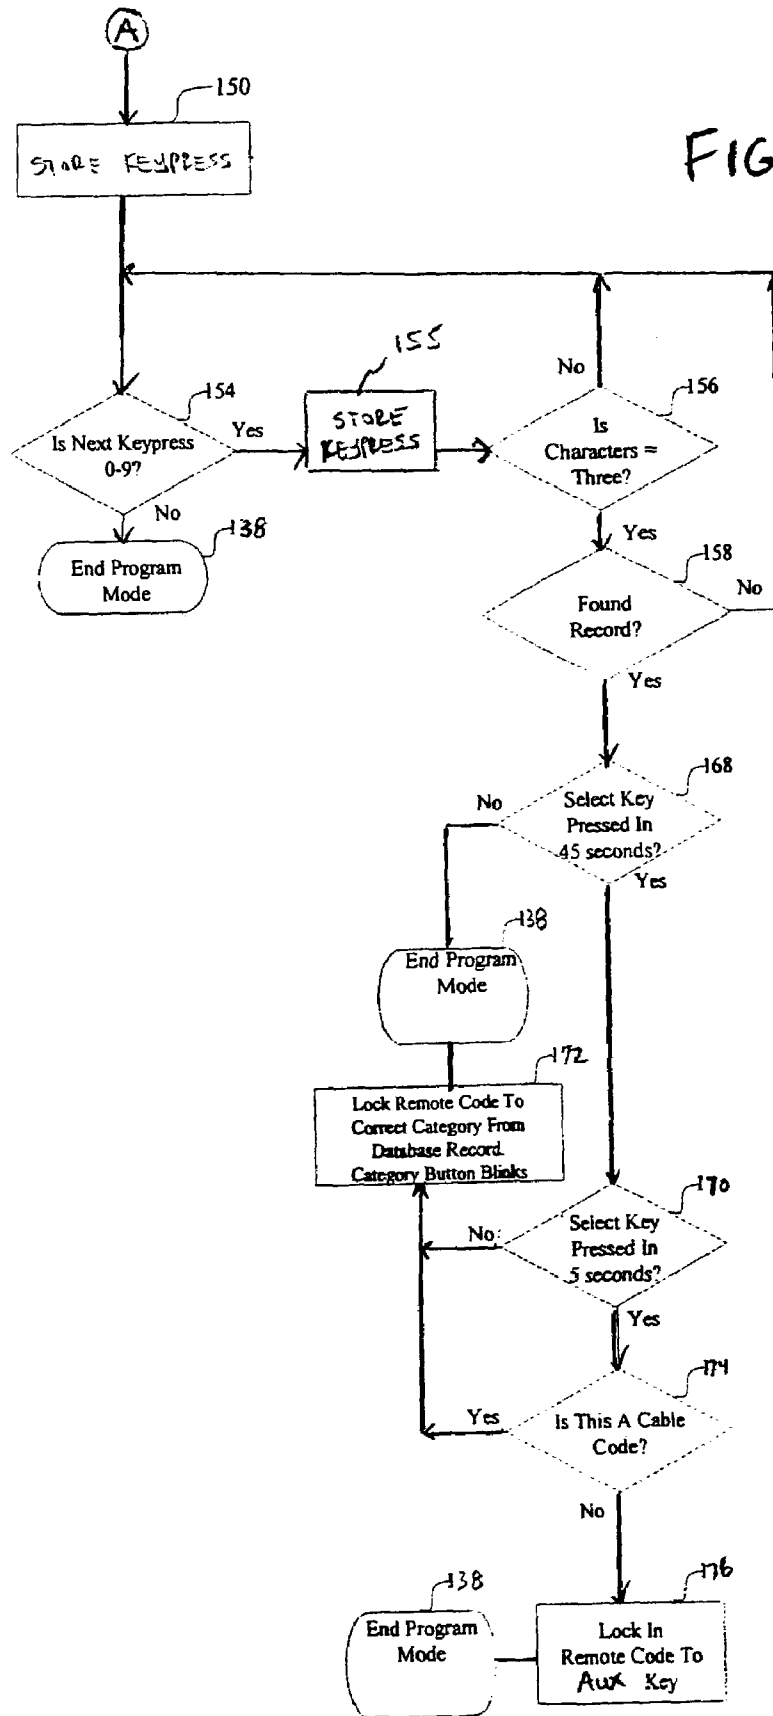 A
150
STORE KEYPRESS
FIG
155
154
Is Next Keypress
0-9?
Yes
STORE
KEYPRESS
No
156
Is
Characters =
Three?
No
138
End Program
Mode
Yes
158
Found
Record?
No
Yes
168
Select Key
Pressed In
45 seconds?
No
Yes
138
End Program
Mode
172
Lock Remote Code To
Correct Category From
Database Record
Category Button Blinks
170
Select Key
Pressed In
5 seconds?
No
Yes
174
Is This A Cable
Code?
Yes
No
138
End Program
Mode
176
Lock In
Remote Code To
Aux Key